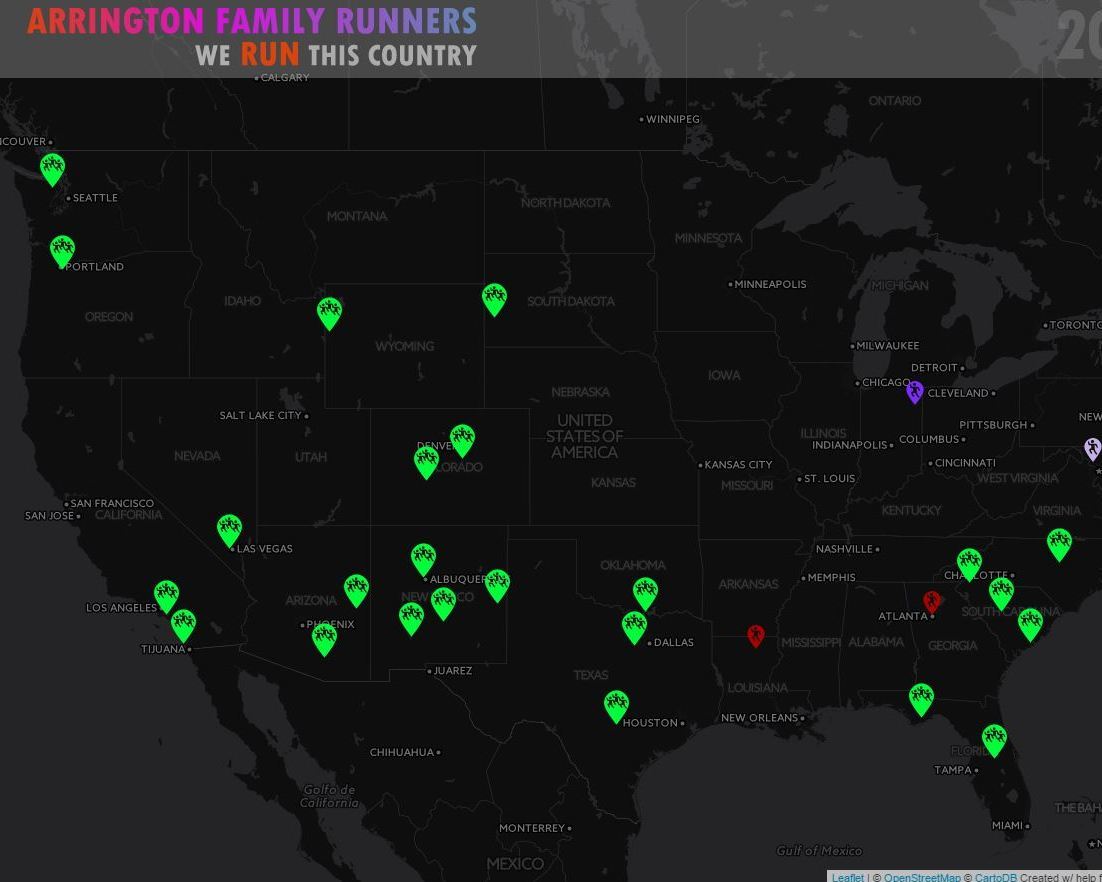 ARRINGTON FAMILY RUNNERS
20
WE RUN THIS COUNTRY
CALGARY
ONTARIO
WINNIPEG
NCOUVER
SEATTLE
NORTH DAKOTA
MONTANA
MINNESOTA
PORTLAND
MINNEAPOLIS
MICHIGAN
IDAHO
SOUTH DAKOTA
OREGON
TORONTO
WYOMING
MILWAUKEE
DETROIT
IOWA
CHICAGO
NEBRASKA
CLEVELAND
SALT LAKE CITY
UNITED
STATES OF
AMERICA
NEW
PITTSBURGH
ILLINOIS
COLUMBUS
DENVE
INDIANAPOLIS
NEVADA
UTAH
LORADO
KANSAS CITY
CINCINNATI
KANSAS
MISSOURI
ST. LOUIS
WEST VIRGINIA
SAN FRANCISCO
SAN JOSE
CALIFORNIA
KENTUCKY
VIRGINIA
LAS VEGAS
NASHVILLE
OKLAHOMA
ALBUQUER
MEMPHIS
CHARLOTTE
ARKANSAS
ARIZONA
NEW MEXICO
LOS ANGELES
ATLANTA
SOUTH CAROLINA
PHOENIX
TIJUANA
DALLAS
MISSISSIPPI
ALABAMA
GEORGIA
JUAREZ
TEXAS
LOUISIANA
HOUSTON
NEW ORLEANS
CHIHUAHUA
FLORID
TAMPA
Golfo de
California
THE BAH
MONTERREY
MIAMI
Gulf of Mexico
N
MEXICO
Leaflet | © OpenStreetMap © CartoDB Created w/ help f